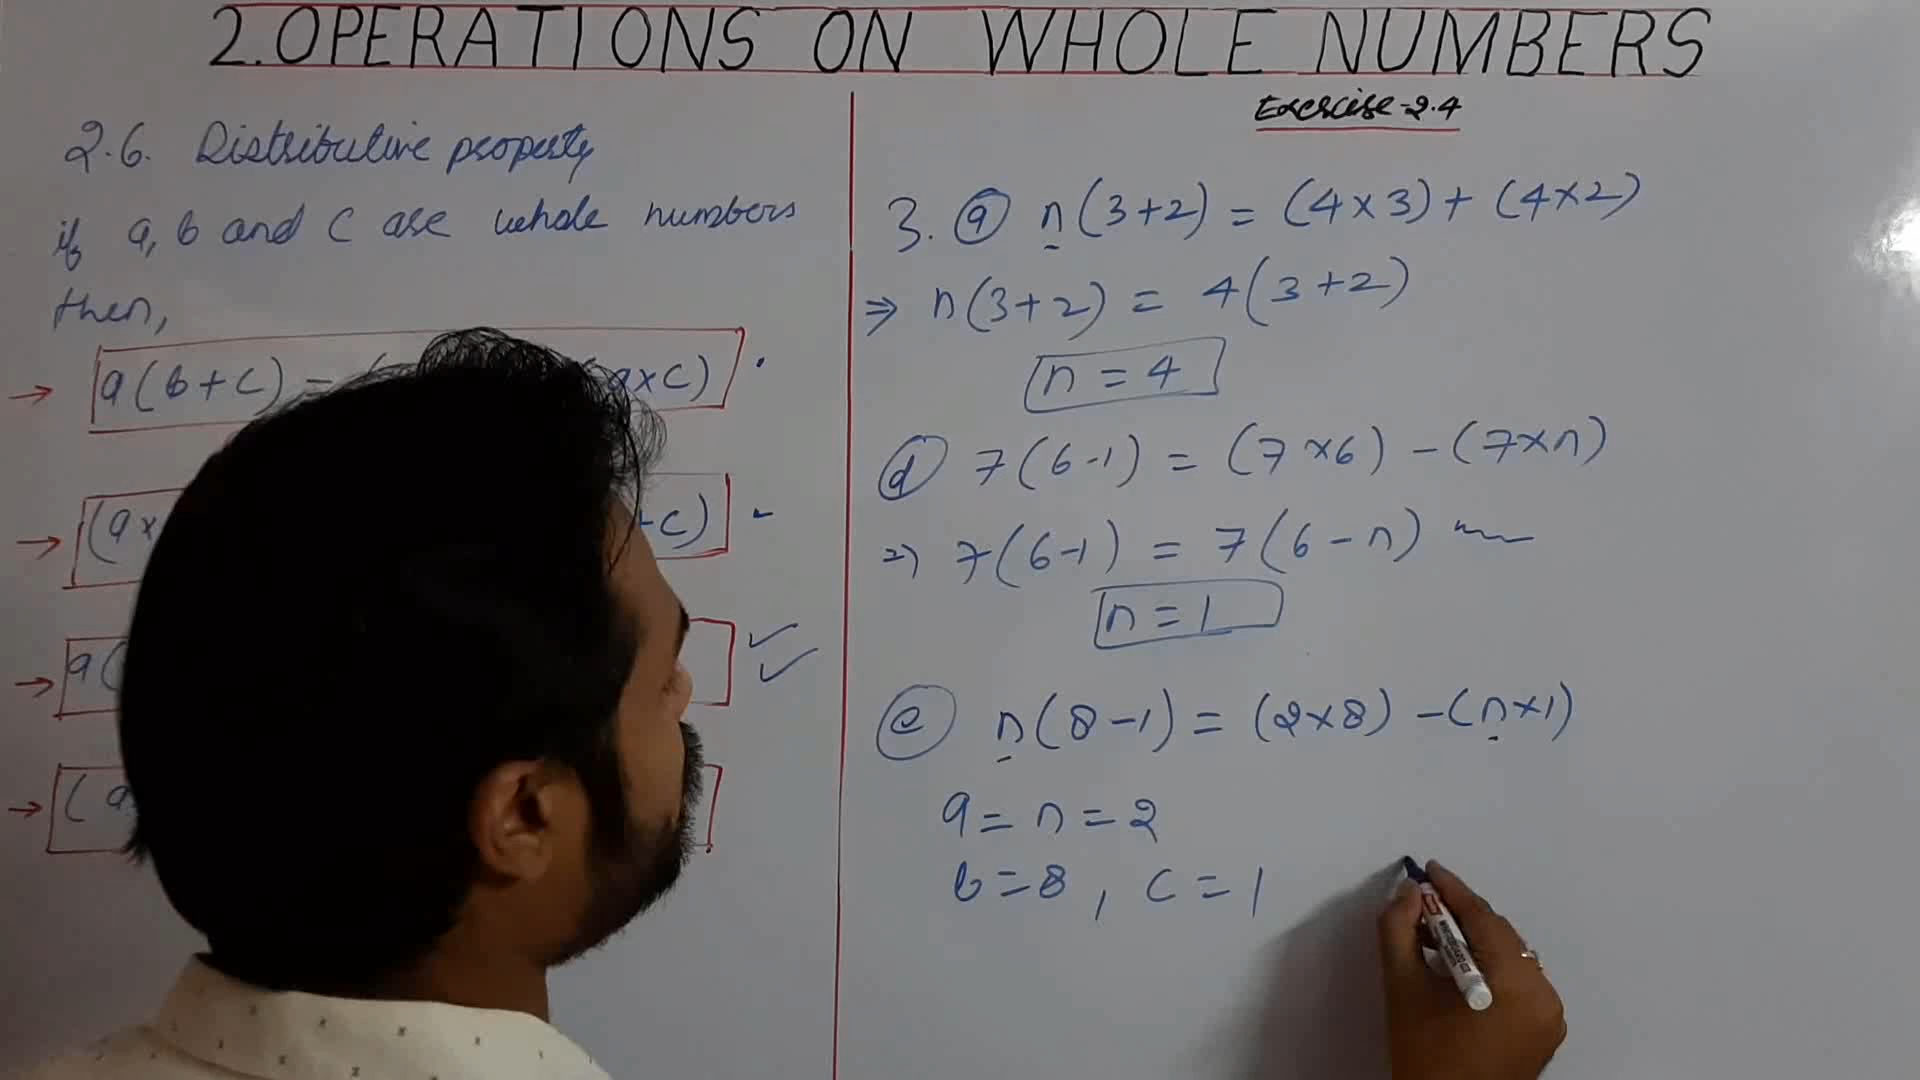 2. OPERATIONS ON WHOLE NUMBERS
2.6. Distributive property
if a, b and c are whole numbers
then,
→ a(b+c) = ( a×c)
→ (a× +c)
→ a(
→ (a
Exercise-2.4
3. ⓐ n(3+2) = (4×3)+(4×2)
⇒ n(3+2) = 4(3+2)
n = 4
ⓓ 7(6-1) = (7×6) -(7×n)
⇒ 7(6-1) = 7(6-n)
n = 1
ⓔ n(8-1) = (2×8) -(n×1)
a = n = 2
b = 8 , c = 1